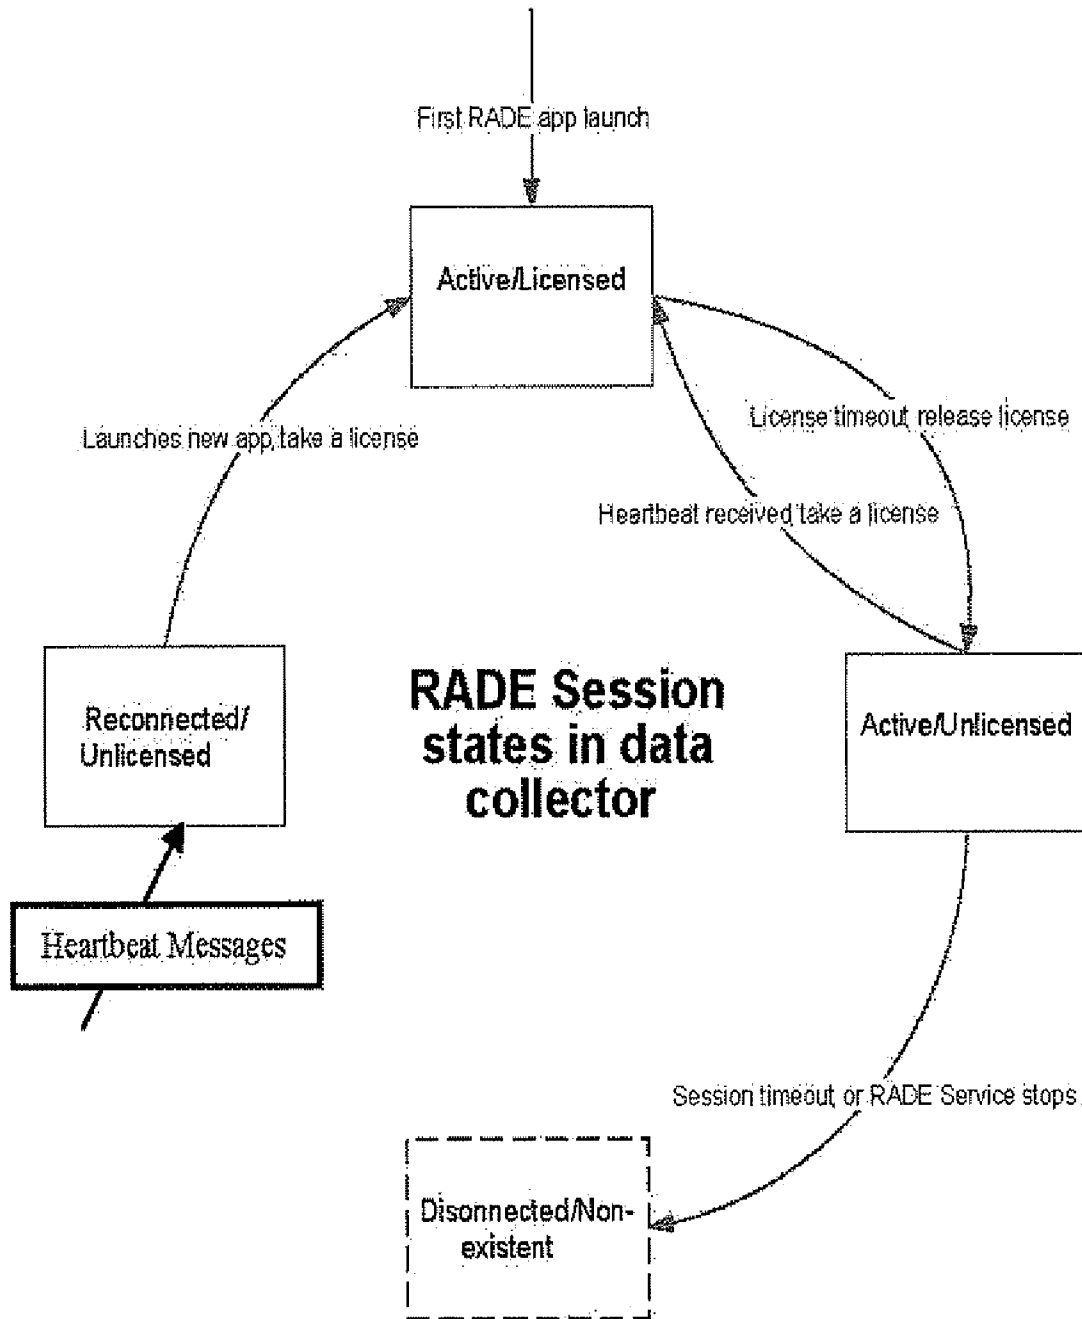 First RADE app launch
Active/Licensed
License timeout, release license
Launches new app, take a license
Heartbeat received, take a license
Reconnected/
Unlicensed
RADE Session
states in data
collector
Active/Unlicensed
Heartbeat Messages
Session timeout, or RADE Service stops
Disonnected/Non-
existent